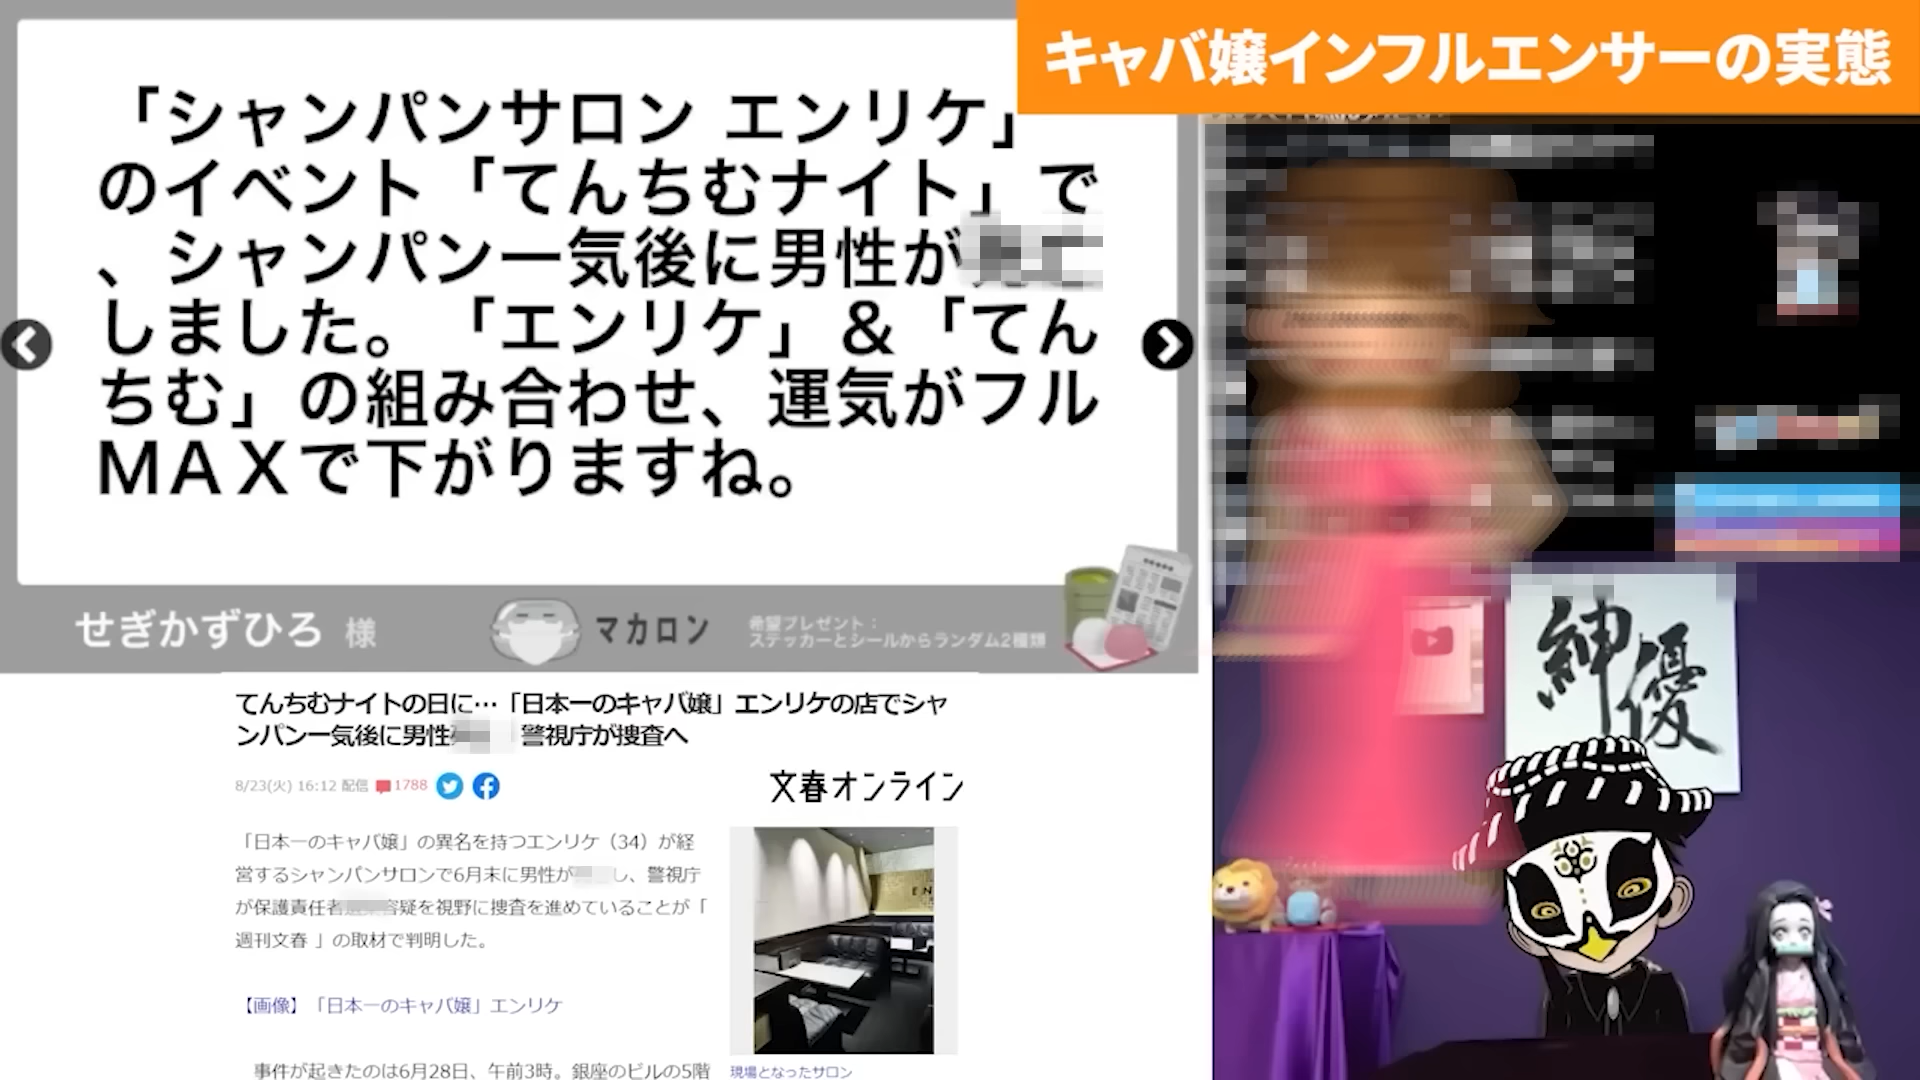 キャバ嬢インフルエンサーの実態
「シャンパンサロン エンリケ」
のイベント「てんちむナイト」で
、シャンパン一気後に男性が
しました。「エンリケ」＆「てん
ちむ」の組み合わせ、運気がフル
ＭＡＸで下がりますね。
せぎかずひろ 様
マカロン
希望プレゼント：
ステッカーとシールからランダム2種類
てんちむナイトの日に…「日本一のキャバ嬢」エンリケの店でシャ
ンパン一気後に男性 警視庁が捜査へ
8/23(火) 16:12 配信 1788
文春オンライン
「日本一のキャバ嬢」の異名を持つエンリケ（34）が経
営するシャンパンサロンで6月末に男性が し、警視庁
が保護責任者 容疑を視野に捜査を進めていることが「
週刊文春 」の取材で判明した。
【画像】「日本一のキャバ嬢」エンリケ
事件が起きたのは6月28日、午前3時。銀座のビルの5階
現場となったサロン
EN
紳
優